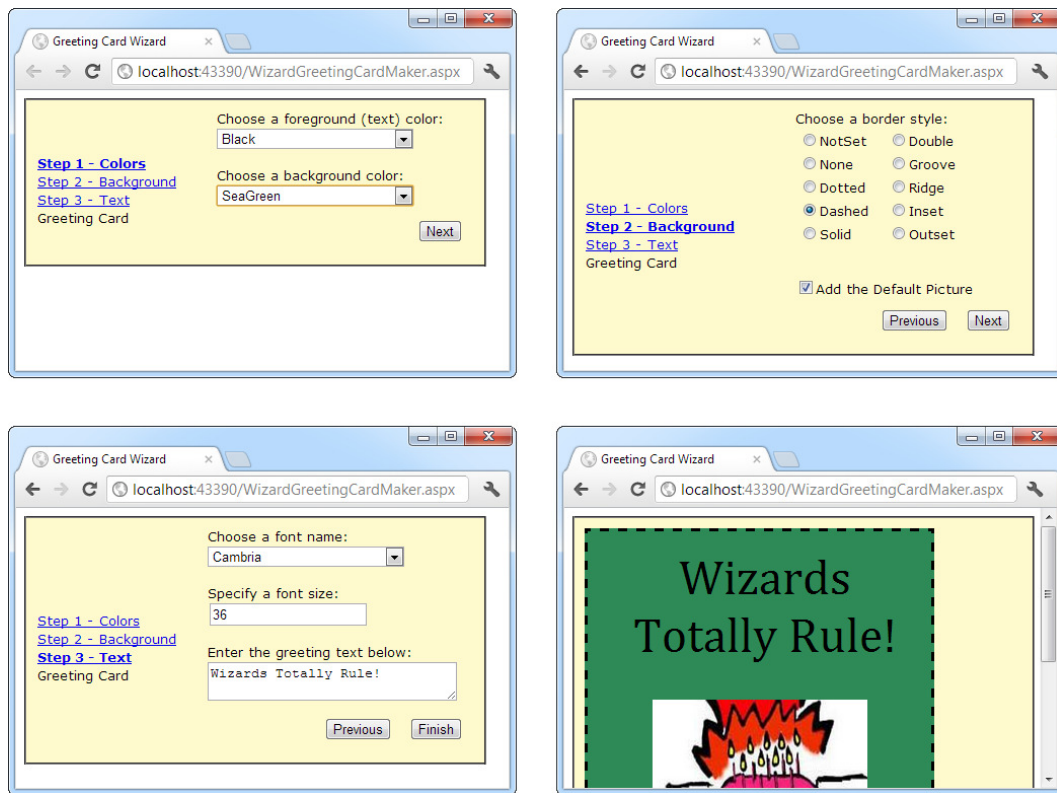 Greeting Card Wizard
localhost:43390/WizardGreetingCardMaker.aspx
Step 1 - Colors
Step 2 - Background
Step 3 - Text
Greeting Card
Choose a foreground (text) color:
Black
Choose a background color:
SeaGreen
Next
Greeting Card Wizard
localhost:43390/WizardGreetingCardMaker.aspx
Step 1 - Colors
Step 2 - Background
Step 3 - Text
Greeting Card
Choose a border style:
NotSet Double
None Groove
Dotted Ridge
Dashed Inset
Solid Outset
Add the Default Picture
Previous Next
Greeting Card Wizard
localhost:43390/WizardGreetingCardMaker.aspx
Step 1 - Colors
Step 2 - Background
Step 3 - Text
Greeting Card
Choose a font name:
Cambria
Specify a font size:
36
Enter the greeting text below:
Wizards Totally Rule!
Previous Finish
Greeting Card Wizard
localhost:43390/WizardGreetingCardMaker.aspx
Wizards
Totally Rule!